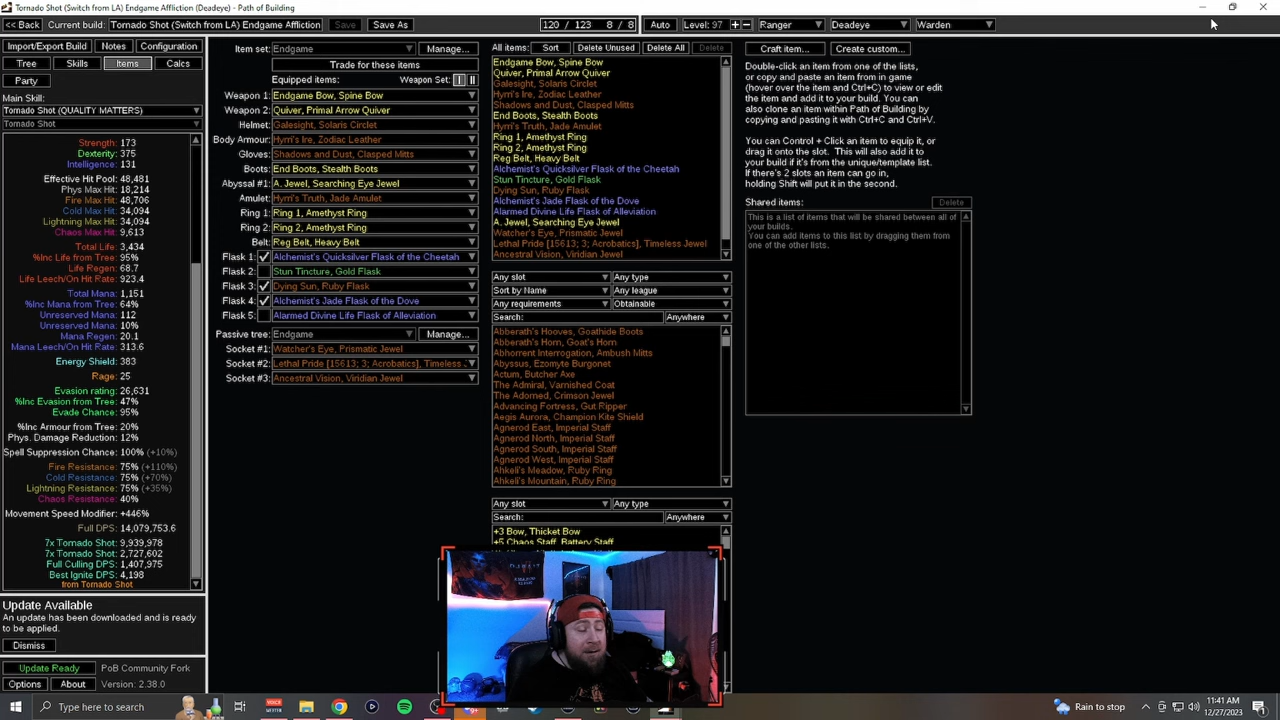 Tornado Shot (Switch from LA) Endgame Affliction (Deadeye) - Path of Building
<< Back
Current build:
Tornado Shot (Switch from LA) Endgame Affliction
Save
Save As
120 / 123 8 / 8
Auto
Level: 97
+
-
Ranger
Deadeye
Warden
Import/Export Build
Notes
Configuration
Tree
Skills
Items
Calcs
Party
Main Skill:
Tornado Shot (QUALITY MATTERS)
Tornado Shot
Strength: 173
Dexterity: 375
Intelligence: 131
Effective Hit Pool: 48,481
Phys Max Hit: 18,214
Fire Max Hit: 48,706
Cold Max Hit: 34,094
Lightning Max Hit: 34,094
Chaos Max Hit: 9,613
Total Life: 3,434
%Inc Life from Tree: 95%
Life Regen: 68.7
Life Leech/On Hit Rate: 923.4
Total Mana: 1,151
%Inc Mana from Tree: 64%
Unreserved Mana: 112
Unreserved Mana: 10%
Mana Regen: 20.1
Mana Leech/On Hit Rate: 313.6
Energy Shield: 383
Rage: 25
Evasion rating: 26,631
%Inc Evasion from Tree: 47%
Evade Chance: 95%
%Inc Armour from Tree: 20%
Phys. Damage Reduction: 12%
Spell Suppression Chance: 100% (+10%)
Fire Resistance: 75% (+110%)
Cold Resistance: 75% (+70%)
Lightning Resistance: 75% (+35%)
Chaos Resistance: 40%
Movement Speed Modifier: +446%
Full DPS: 14,079,753.6
7x Tornado Shot: 9,939,978
7x Tornado Shot: 2,727,602
Full Culling DPS: 1,407,975
Best Ignite DPS: 4,198
from Tornado Shot
Update Available
An update has been downloaded and is ready
to be applied.
Dismiss
Update Ready
PoB Community Fork
Options
About
Version: 2.38.0
Item set: Endgame
Manage...
Trade for these items
Equipped items:
Weapon Set: I II
Weapon 1: Endgame Bow, Spine Bow
Weapon 2: Quiver, Primal Arrow Quiver
Helmet: Galesight, Solaris Circlet
Body Armour: Hyrri's Ire, Zodiac Leather
Gloves: Shadows and Dust, Clasped Mitts
Boots: End Boots, Stealth Boots
Abyssal #1: A. Jewel, Searching Eye Jewel
Amulet: Hyrri's Truth, Jade Amulet
Ring 1: Ring 1, Amethyst Ring
Ring 2: Ring 2, Amethyst Ring
Belt: Reg Belt, Heavy Belt
Flask 1: Alchemist's Quicksilver Flask of the Cheetah
Flask 2: Stun Tincture, Gold Flask
Flask 3: Dying Sun, Ruby Flask
Flask 4: Alchemist's Jade Flask of the Dove
Flask 5: Alarmed Divine Life Flask of Alleviation
Passive tree: Endgame
Manage...
Socket #1: Watcher's Eye, Prismatic Jewel
Socket #2: Lethal Pride [15613; 3; Acrobatics], Timeless J
Socket #3: Ancestral Vision, Viridian Jewel
All items:
Sort
Delete Unused
Delete All
Delete
Endgame Bow, Spine Bow
Quiver, Primal Arrow Quiver
Galesight, Solaris Circlet
Hyrri's Ire, Zodiac Leather
Shadows and Dust, Clasped Mitts
End Boots, Stealth Boots
Hyrri's Truth, Jade Amulet
Ring 1, Amethyst Ring
Ring 2, Amethyst Ring
Reg Belt, Heavy Belt
Alchemist's Quicksilver Flask of the Cheetah
Stun Tincture, Gold Flask
Dying Sun, Ruby Flask
Alchemist's Jade Flask of the Dove
Alarmed Divine Life Flask of Alleviation
A. Jewel, Searching Eye Jewel
Watcher's Eye, Prismatic Jewel
Lethal Pride [15613; 3; Acrobatics], Timeless Jewel
Ancestral Vision, Viridian Jewel
Any slot
Any type
Sort by Name
Any league
Any requirements
Obtainable
Search:
Anywhere
Abberath's Hooves, Goathide Boots
Abberath's Horn, Goat's Horn
Abhorrent Interrogation, Ambush Mitts
Abyssus, Ezomyte Burgonet
Actum, Butcher Axe
The Admiral, Varnished Coat
The Adorned, Crimson Jewel
Advancing Fortress, Gut Ripper
Aegis Aurora, Champion Kite Shield
Agnerod East, Imperial Staff
Agnerod North, Imperial Staff
Agnerod South, Imperial Staff
Agnerod West, Imperial Staff
Ahkeli's Meadow, Ruby Ring
Ahkeli's Mountain, Ruby Ring
Any slot
Any type
Search:
Anywhere
+3 Bow, Thicket Bow
+5 Chaos Staff, Battery Staff
Craft item...
Create custom...
Double-click an item from one of the lists,
or copy and paste an item from in game
(hover over the item and Ctrl+C) to view or edit
the item and add it to your build. You can
also clone an item within Path of Building by
copying and pasting it with Ctrl+C and Ctrl+V.
You can Control + Click an item to equip it, or
drag it onto the slot. This will also add it to
your build if it's from the unique/template list.
If there's 2 slots an item can go in,
holding Shift will put it in the second.
Shared items:
Delete
This is a list of items that will be shared between all of
your builds.
You can add items to this list by dragging them from
one of the other lists.
Type here to search
Rain to stop
11:41 AM
12/27/2023